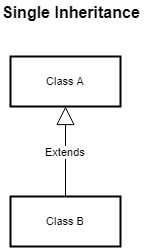 Single Inheritance
Class A
Extends
Class B